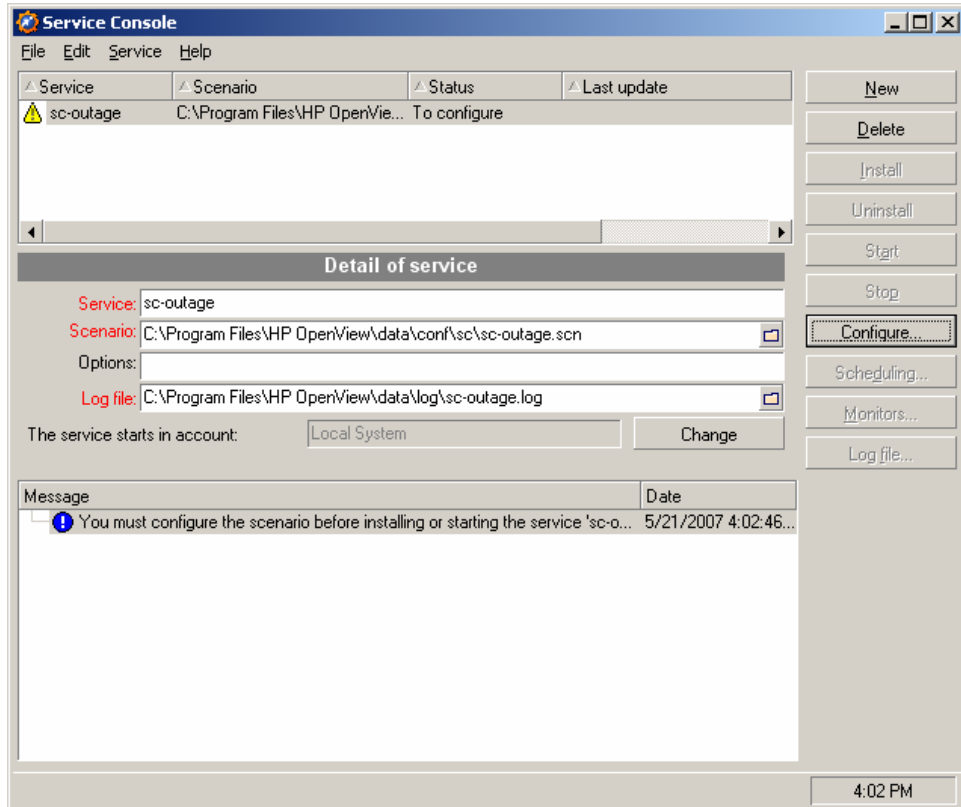 Service Console
File Edit Service Help
Service Scenario Status Last update
sc-outage C:\Program Files\HP OpenVie... To configure
New
Delete
Install
Uninstall
Start
Stop
Configure...
Scheduling...
Monitors...
Log file...
Detail of service
Service: sc-outage
Scenario: C:\Program Files\HP OpenView\data\conf\sc\sc-outage.scn
Options:
Log file: C:\Program Files\HP OpenView\data\log\sc-outage.log
The service starts in account: Local System Change
Message Date
You must configure the scenario before installing or starting the service 'sc-o... 5/21/2007 4:02:46...
4:02 PM